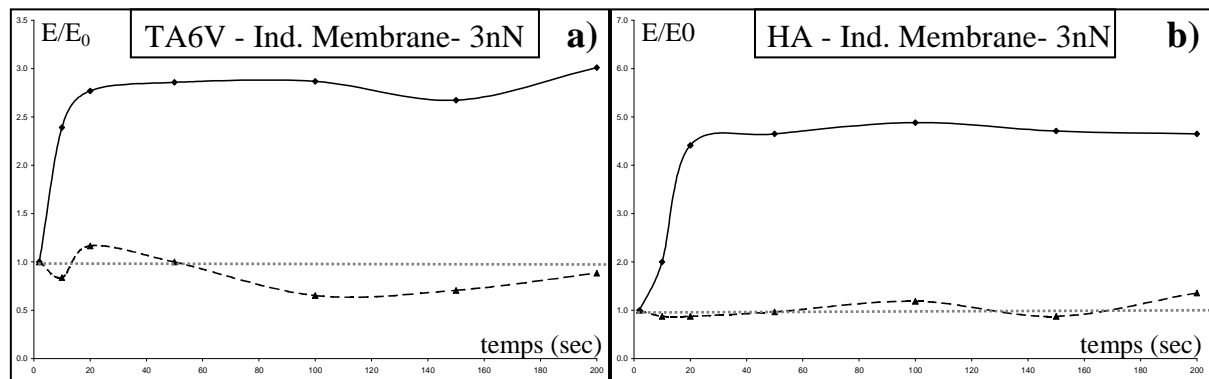 E/E₀
TA6V - Ind. Membrane- 3nN
a)
3.5
3.0
2.5
2.0
1.5
1.0
0.5
0.0
0 20 40 60 80 100 120 140 160 180 200
temps (sec)
E/E0
HA - Ind. Membrane- 3nN
b)
7.0
6.0
5.0
4.0
3.0
2.0
1.0
0.0
0 20 40 60 80 100 120 140 160 180 200
temps (sec)